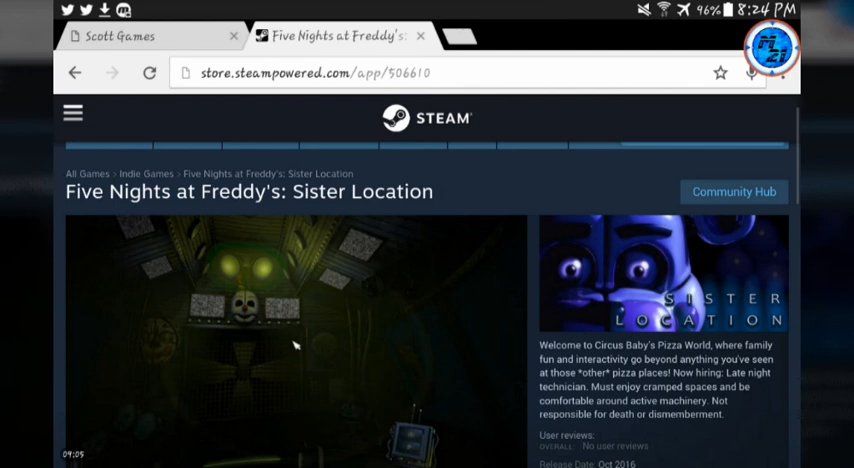 96% 8:24 PM
Scott Games
Five Nights at Freddy's:
M 21
store.steampowered.com/app/506610
STEAM
All Games > Indie Games > Five Nights at Freddy's: Sister Location
Five Nights at Freddy's: Sister Location
Community Hub
SISTER
LOCATION
Welcome to Circus Baby's Pizza World, where family
fun and interactivity go beyond anything you've seen
at those *other* pizza places! Now hiring: Late night
technician. Must enjoy cramped spaces and be
comfortable around active machinery. Not
responsible for death or dismemberment.
User reviews:
OVERALL: No user reviews
Release Date: Oct 2016
09:05